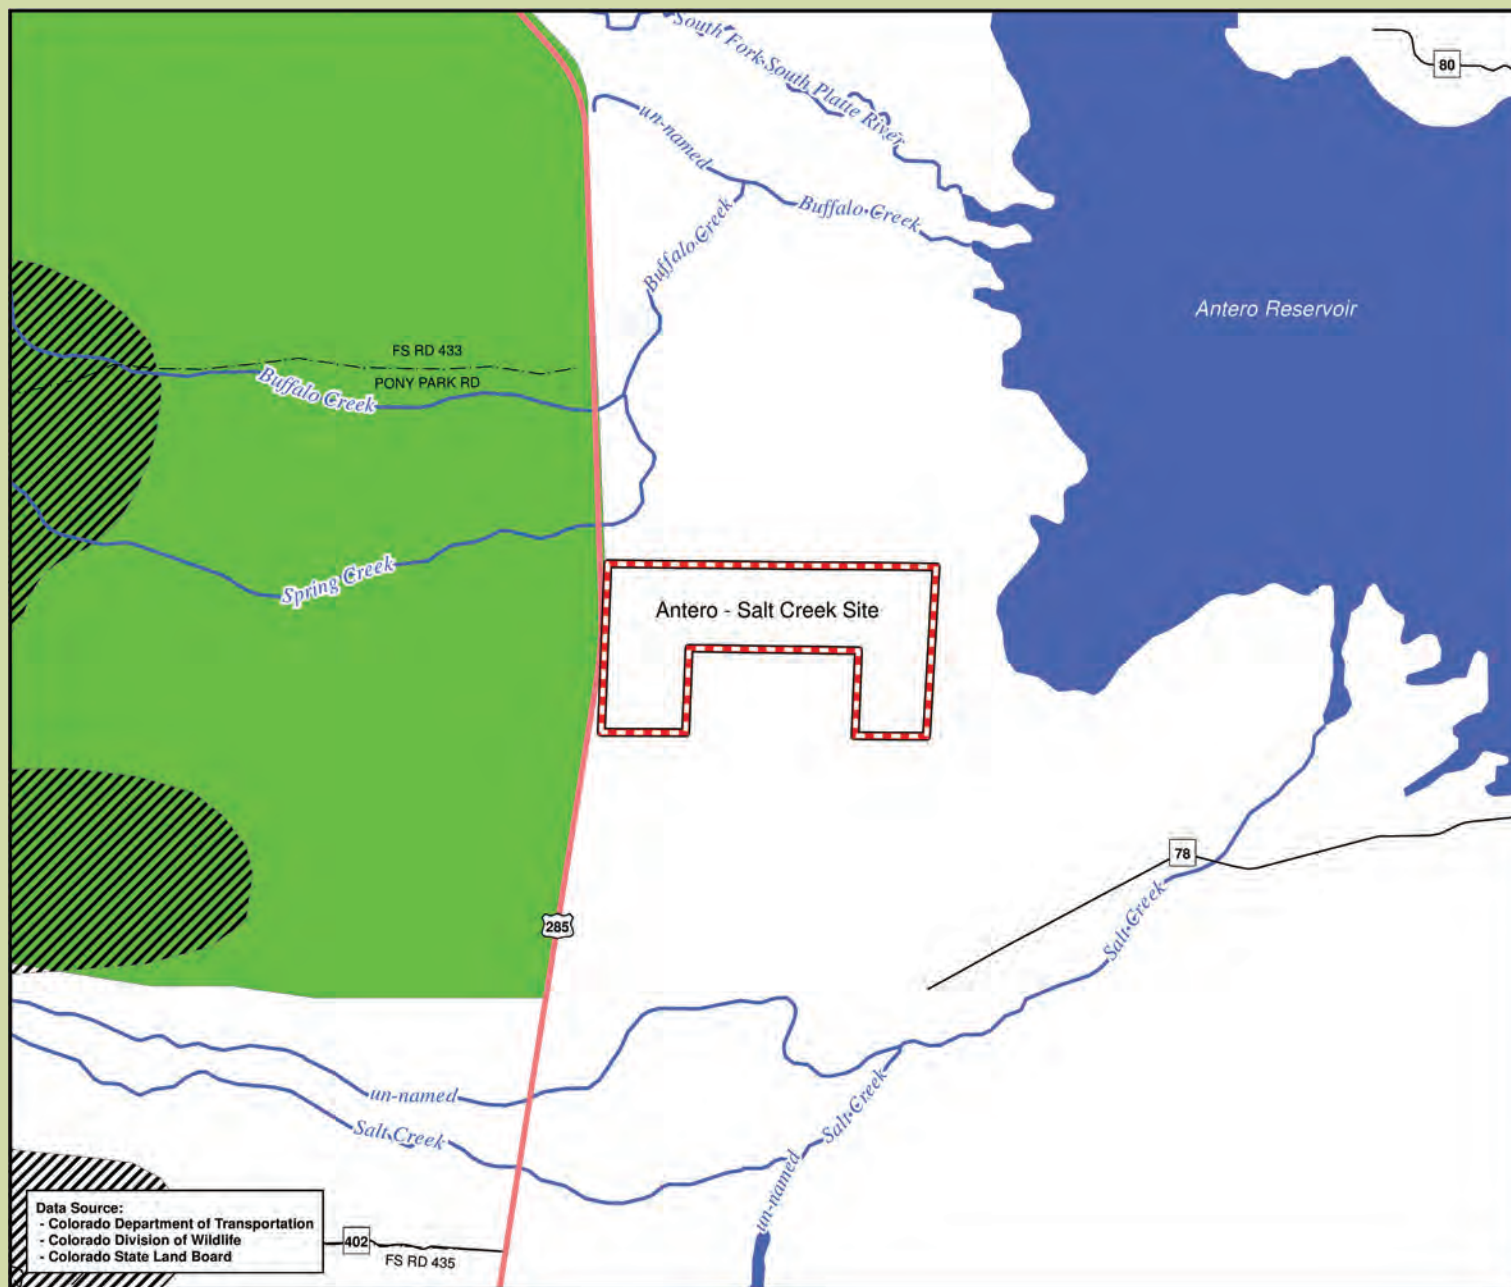 South Fork South Platte River
80
un-named
Buffalo Creek
Buffalo Creek
Antero Reservoir
FS RD 433
PONY PARK RD
Buffalo Creek
Spring Creek
Antero - Salt Creek Site
78
Salt Creek
285
un-named
Salt Creek
Salt Creek
un-named
Data Source:
- Colorado Department of Transportation
- Colorado Division of Wildlife
- Colorado State Land Board
402
FS RD 435